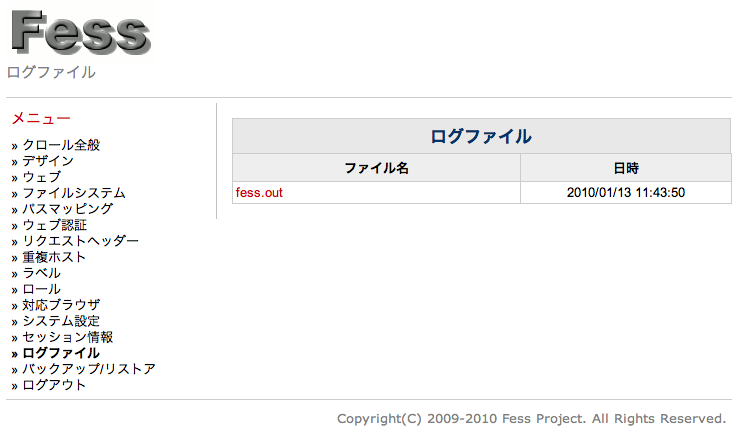 Fess
ログファイル
メニュー
» クロール全般
» デザイン
» ウェブ
» ファイルシステム
» パスマッピング
» ウェブ認証
» リクエストヘッダー
» 重複ホスト
» ラベル
» ロール
» 対応ブラウザ
» システム設定
» セッション情報
» ログファイル
» バックアップ/リストア
» ログアウト
ログファイル
ファイル名 日時
fess.out 2010/01/13 11:43:50
Copyright(C) 2009-2010 Fess Project. All Rights Reserved.